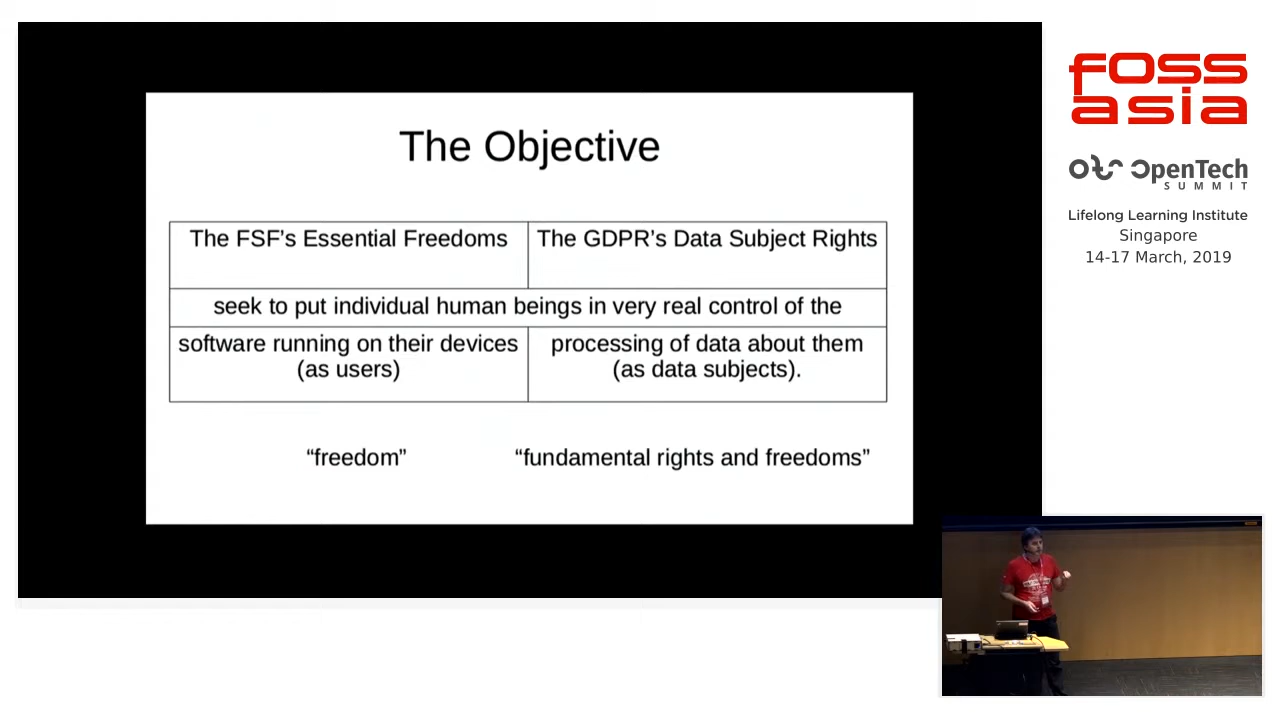 The Objective
The FSF’s Essential Freedoms
The GDPR’s Data Subject Rights
seek to put individual human beings in very real control of the
software running on their devices
(as users)
processing of data about them
(as data subjects).
“freedom”
“fundamental rights and freedoms”
FOSS
asia
OpenTech
SUMMIT
Lifelong Learning Institute
Singapore
14-17 March, 2019